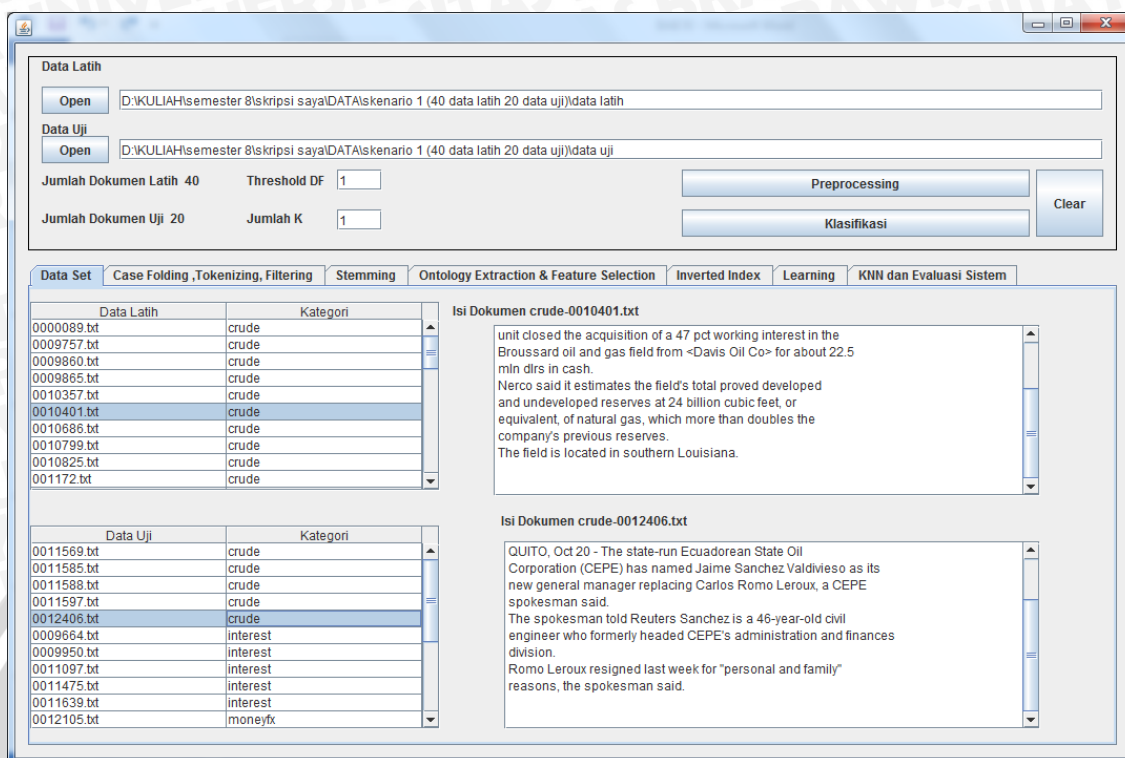 Data Latih
Open D:\KULIAH\semester 8\skripsi saya\DATA\skenario 1 (40 data latih 20 data uji)\data latih
Data Uji
Open D:\KULIAH\semester 8\skripsi saya\DATA\skenario 1 (40 data latih 20 data uji)\data uji
Jumlah Dokumen Latih 40 Threshold DF 1 Preprocessing
Clear
Jumlah Dokumen Uji 20 Jumlah K 1 Klasifikasi
Data Set Case Folding ,Tokenizing, Filtering Stemming Ontology Extraction & Feature Selection Inverted Index Learning KNN dan Evaluasi Sistem
Data Latih Kategori
0000089.txt crude
0009757.txt crude
0009860.txt crude
0009865.txt crude
0010357.txt crude
0010401.txt crude
0010686.txt crude
0010799.txt crude
0010825.txt crude
001172.txt crude
Isi Dokumen crude-0010401.txt
unit closed the acquisition of a 47 pct working interest in the
Broussard oil and gas field from <Davis Oil Co> for about 22.5
mln dlrs in cash.
Nerco said it estimates the field's total proved developed
and undeveloped reserves at 24 billion cubic feet, or
equivalent, of natural gas, which more than doubles the
company's previous reserves.
The field is located in southern Louisiana.
Data Uji Kategori
0011569.txt crude
0011585.txt crude
0011588.txt crude
0011597.txt crude
0012406.txt crude
0009664.txt interest
0009950.txt interest
0011097.txt interest
0011475.txt interest
0011639.txt interest
0012105.txt moneyfx
Isi Dokumen crude-0012406.txt
QUITO, Oct 20 - The state-run Ecuadorean State Oil
Corporation (CEPE) has named Jaime Sanchez Valdivieso as its
new general manager replacing Carlos Romo Leroux, a CEPE
spokesman said.
The spokesman told Reuters Sanchez is a 46-year-old civil
engineer who formerly headed CEPE's administration and finances
division.
Romo Leroux resigned last week for "personal and family"
reasons, the spokesman said.